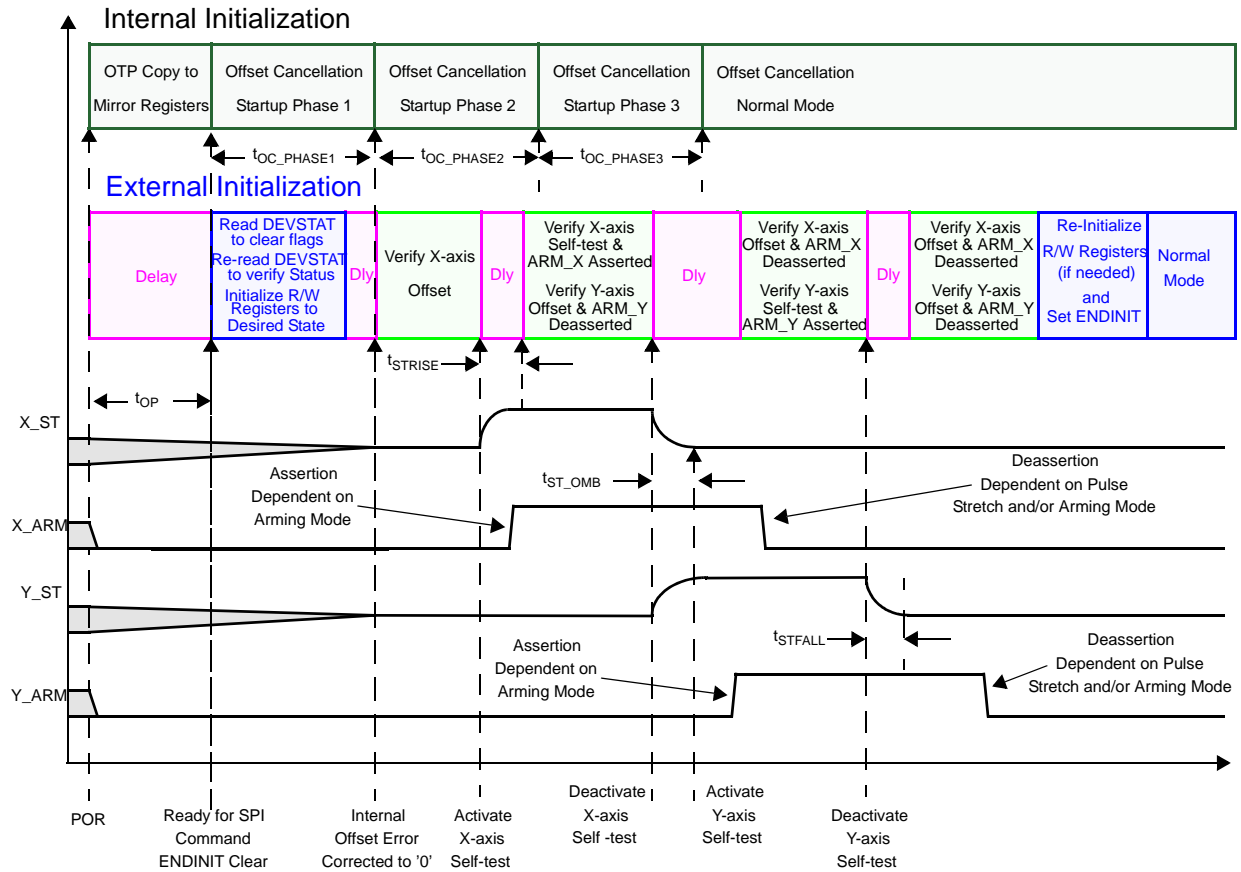 Internal Initialization
OTP Copy to
Mirror Registers
Offset Cancellation
Startup Phase 1
Offset Cancellation
Startup Phase 2
Offset Cancellation
Startup Phase 3
Offset Cancellation
Normal Mode
tOC_PHASE1
tOC_PHASE2
tOC_PHASE3
External Initialization
Delay
Read DEVSTAT
to clear flags
Re-read DEVSTAT
to verify Status
Initialize R/W
Registers to
Desired State
Dly
Verify X-axis
Offset
Dly
Verify X-axis
Self-test &
ARM_X Asserted
Verify Y-axis
Offset & ARM_Y
Deasserted
Dly
Verify X-axis
Offset & ARM_X
Deasserted
Verify Y-axis
Self-test &
ARM_Y Asserted
Dly
Verify X-axis
Offset & ARM_X
Deasserted
Verify Y-axis
Offset & ARM_Y
Deasserted
Re-Initialize
R/W Registers
(if needed)
and
Set ENDINIT
Normal
Mode
tSTRISE
tOP
X_ST
Assertion
Dependent on
Arming Mode
tST_OMB
Deassertion
Dependent on Pulse
Stretch and/or Arming Mode
X_ARM
Y_ST
tSTFALL
Assertion
Dependent on
Arming Mode
Deassertion
Dependent on Pulse
Stretch and/or Arming Mode
Y_ARM
POR
Ready for SPI
Command
ENDINIT Clear
Internal
Offset Error
Corrected to '0'
Activate
X-axis
Self-test
Deactivate
X-axis
Self -test
Activate
Y-axis
Self-test
Deactivate
Y-axis
Self-test